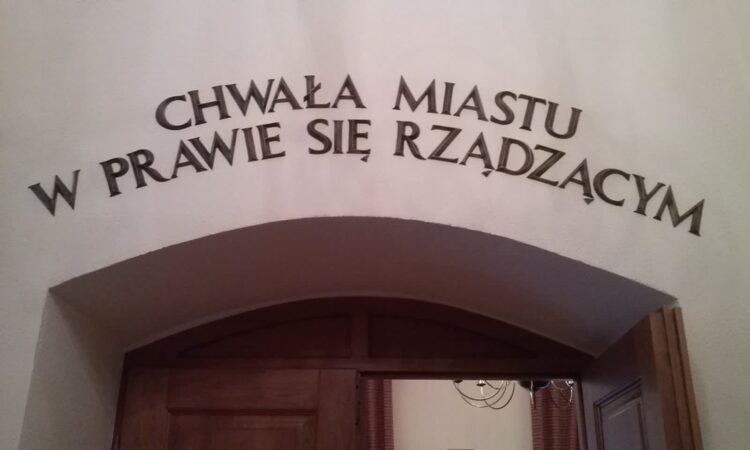 CHWAŁA MIASTU
W PRAWIE SIĘ RZĄDZĄCYM